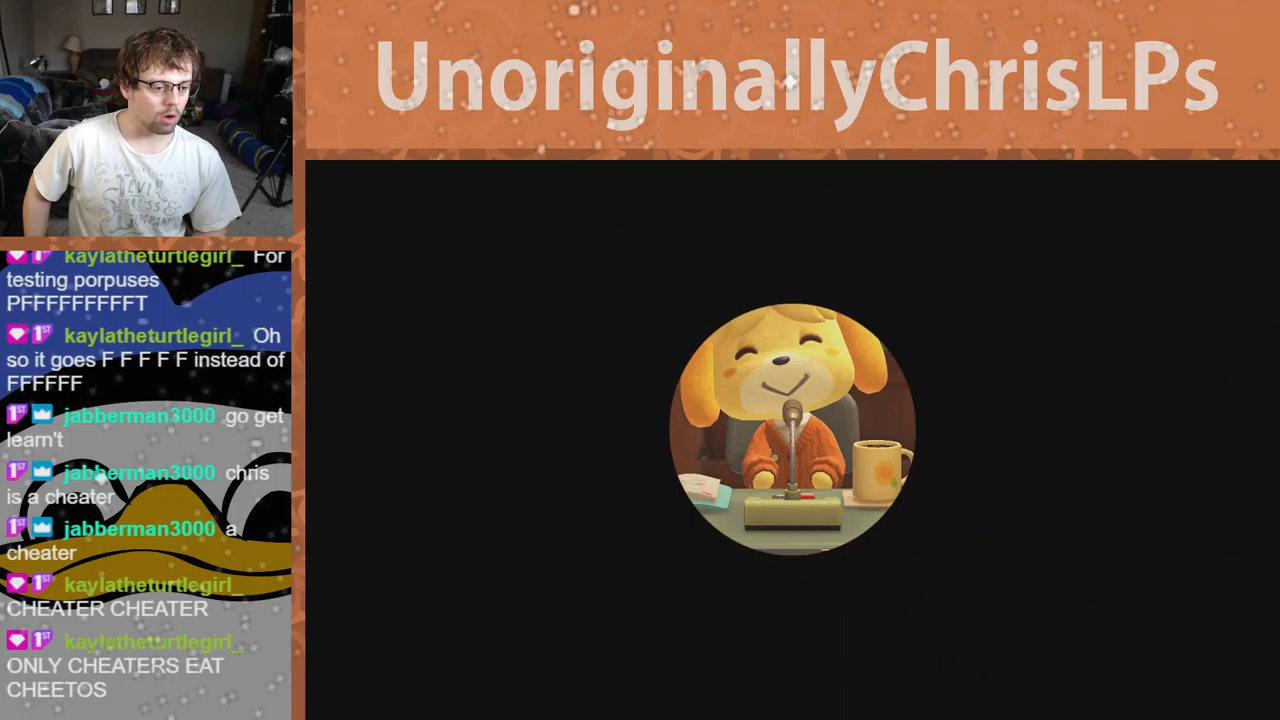 UnoriginallyChrisLPs
kaylatheturtlegirl_ For
testing porpuses
PFFFFFFFFFFT
kaylatheturtlegirl_ Oh
so it goes F F F F F instead of
FFFFFF
jabberman3000 go get
learn't
jabberman3000 chris
is a cheater
jabberman3000 a
cheater
kaylatheturtlegirl_
CHEATER CHEATER
kaylatheturtlegirl_
ONLY CHEATERS EAT
CHEETOS